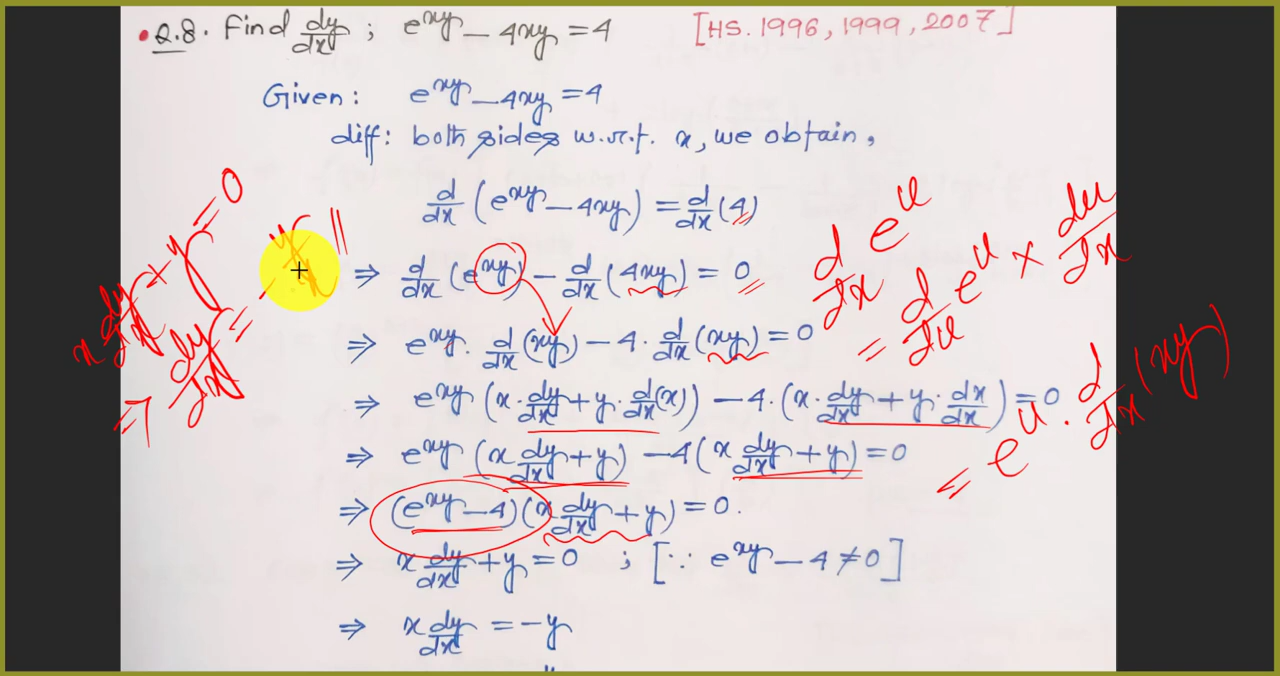 2.8. Find dy/dx ; e^xy - 4xy = 4 [HS. 1996, 1999, 2007]
Given: e^xy - 4xy = 4
diff: both sides w.r.t. x, we obtain,
d/dx (e^xy - 4xy) = d/dx (4)
⇒ d/dx (e^xy) - d/dx (4xy) = 0
⇒ e^xy . d/dx (xy) - 4 . d/dx (xy) = 0
⇒ e^xy (x . dy/dx + y . d/dx (x)) - 4 . (x . dy/dx + y . dx/dx) = 0
⇒ e^xy (x dy/dx + y) - 4 (x dy/dx + y) = 0
⇒ (e^xy - 4) (x dy/dx + y) = 0.
⇒ x dy/dx + y = 0 ; [∵ e^xy - 4 ≠ 0]
⇒ x dy/dx = -y
x dy/dx + y = 0
⇒ dy/dx = - y/x
d/dx e^u
= d/du e^u × du/dx
= e^u . d/dx (xy)